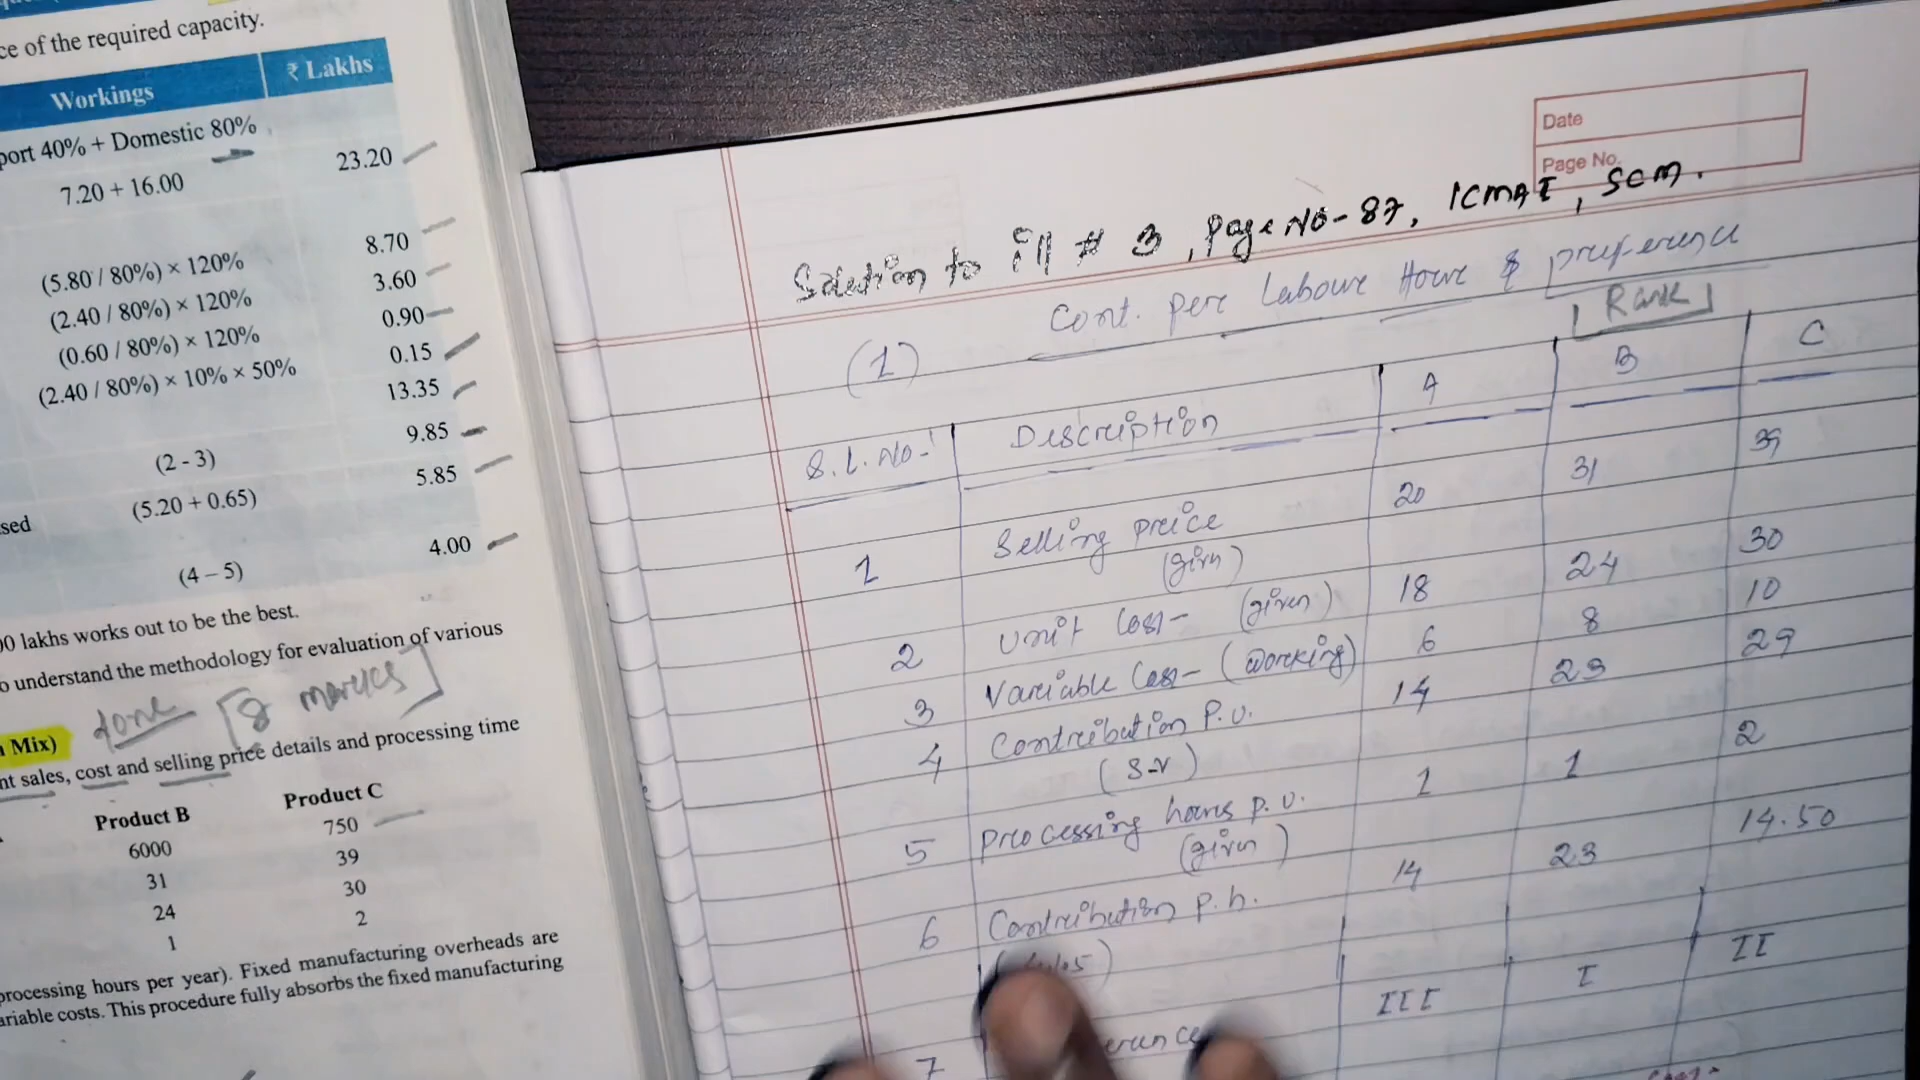 ce of the required capacity.
Workings ₹ Lakhs
port 40% + Domestic 80%
7.20 + 16.00 23.20
(5.80 / 80%) × 120% 8.70
(2.40 / 80%) × 120% 3.60
(0.60 / 80%) × 120% 0.90
(2.40 / 80%) × 10% × 50% 0.15
13.35
(2 - 3) 9.85
sed (5.20 + 0.65) 5.85
(4 – 5) 4.00
00 lakhs works out to be the best.
o understand the methodology for evaluation of various
done [8 marks]
n Mix)
nt sales, cost and selling price details and processing time
Product B Product C
6000 750
31 39
24 30
1 2
processing hours per year). Fixed manufacturing overheads are
ariable costs. This procedure fully absorbs the fixed manufacturing
Date
Page No.
Solution to ill # 3, Page No - 87, ICMAI, SCM.
(1) Cont. per Labour Hour & preference
[Rank]
S.L. No. Description A B C
1 Selling price 20 31 39
(given)
2 Unit Cost - (given) 18 24 30
3 Variable Cost - (working) 6 8 10
4 Contribution P.U. 14 23 29
(S-V)
5 Processing hours P.U. 1 1 2
(given)
6 Contribution P.h. 14 23 14.50
7 III I II